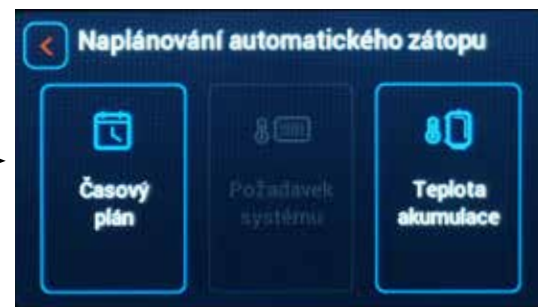 Naplánování automatického zátopu
Časový
plán
Požadavek
systému
Teplota
akumulace